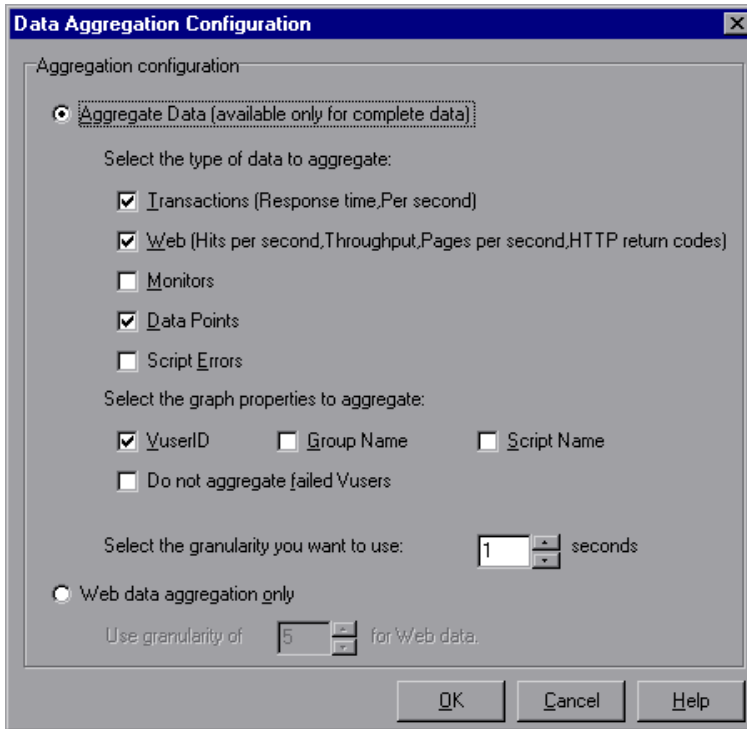 Data Aggregation Configuration
Aggregation configuration
Aggregate Data (available only for complete data)
Select the type of data to aggregate:
Transactions (Response time,Per second)
Web (Hits per second,Throughput,Pages per second,HTTP return codes)
Monitors
Data Points
Script Errors
Select the graph properties to aggregate:
VuserID Group Name Script Name
Do not aggregate failed Vusers
Select the granularity you want to use: 1 seconds
Web data aggregation only
Use granularity of 5 for Web data.
OK Cancel Help